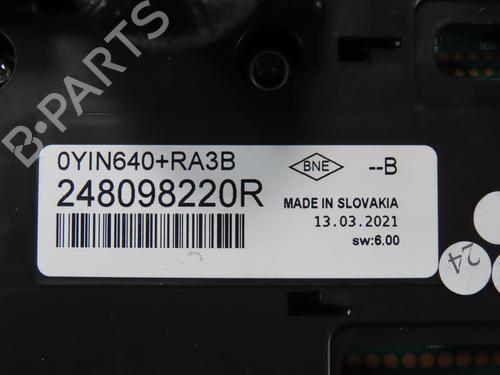 B-PARTS
0YIN640+RA3B
248098220R
BNE
--B
MADE IN SLOVAKIA
13.03.2021
sw:6.00
24